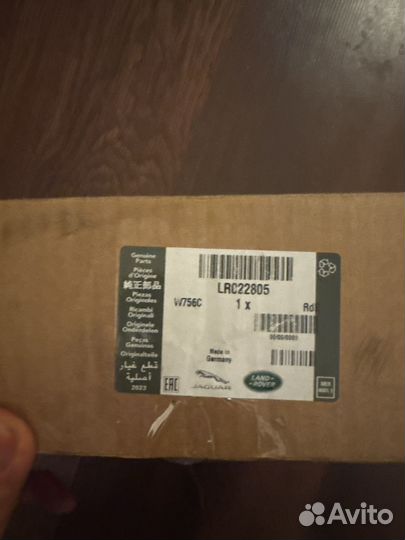 Genuine
Parts
Pièces
d'Origine
純正部品
Piezas
Originales
Ricambi
Originali
Originale
Onderdelen
Peças
Genuínas
Originalteile
قطع غيار
أصلية
2023
LRC22805
W756C
1 x
Made in
Germany
EAC
JAGUAR
LAND-
ROVER
Avito